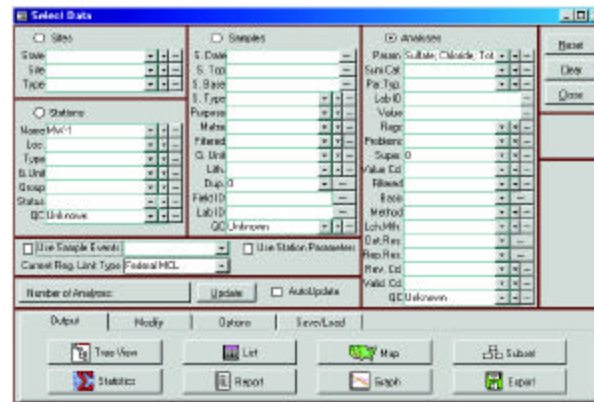 Select Data
Sites
State
Site
Type
Stations
Name MW-1
Loc.
Type
G. Unit
Group
Status
QC Unknown
Samples
S. Date
S. Top
S. Base
S. Type
Purpose
Matrix
Filtered
G. Unit
Lith.
Dup. 0
Field ID
Lab ID
QC Unknown
Analyses
Param Sulfate; Chloride; Tot
Sum.Cat.
Par.Typ.
Lab ID
Value
Flags
Problems
Super. 0
Value Cd.
Filtered
Basis
Method
Lch.Mth.
Det.Res.
Rep.Res.
Rev. Cd.
Valid. Cd.
QC Unknown
Reset
Clear
Close
Use Sample Events
Use Station Parameters
Current Reg. Limit Type Federal MCL
Number of Analyses:
Update
AutoUpdate
Output Modify Options Save/Load
Tree View List Map Subset
Statistics Report Graph Export